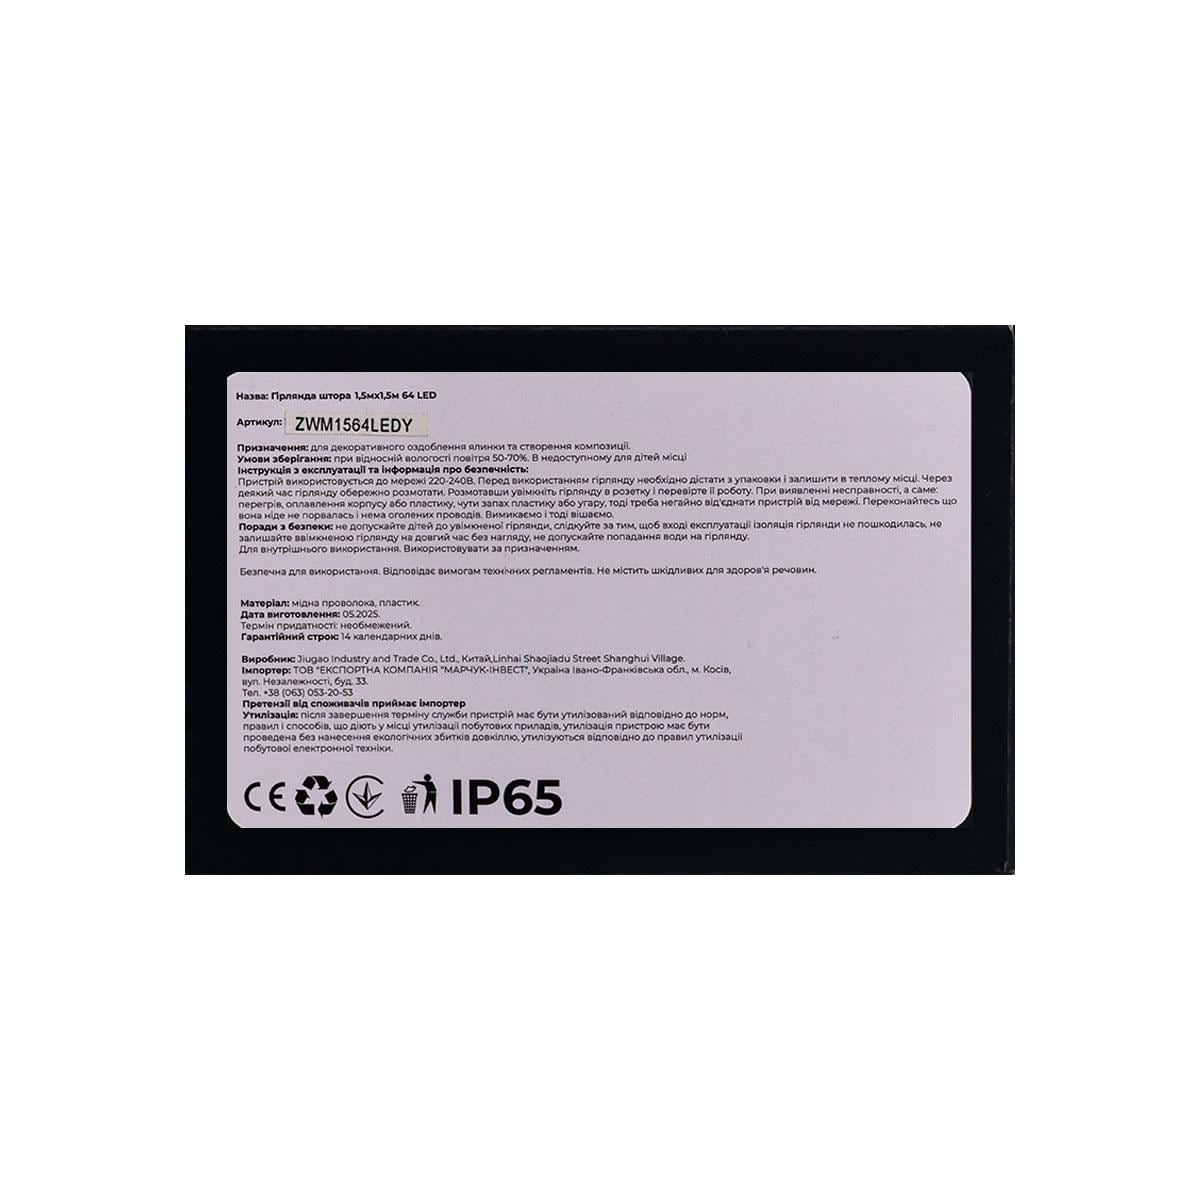 Назва: Гірлянда штора 1,5мх1,5м 64 LED
Артикул: ZWM1564LEDY
Призначення: для декоративного оздоблення ялинки та створення композиції.
Умови зберігання: при відносній вологості повітря 50-70%. В недоступному для дітей місці
Інструкція з експлуатації та інформація про безпечність:
Пристрій використовується до мережі 220-240В. Перед використанням гірлянду необхідно дістати з упаковки і залишити в теплому місці. Через
деякий час гірлянду обережно розмотати. Розмотавши увімкніть гірлянду в розетку і перевірте її роботу. При виявленні несправності, а саме:
перегрів, оплавлення корпусу або пластику, чути запах пластику або угару, тоді треба негайно від'єднати пристрій від мережі. Переконайтесь що
вона ніде не порвалась і нема оголених проводів. Вимикаємо і тоді вішаємо.
Поради з безпеки: не допускайте дітей до увімкненої гірлянди, слідкуйте за тим, щоб вході експлуатації ізоляція гірлянди не пошкодилась, не
залишайте ввімкненою гірлянду на довгий час без нагляду, не допускайте попадання води на гірлянду.
Для внутрішнього використання. Використовувати за призначенням.
Безпечна для використання. Відповідає вимогам технічних регламентів. Не містить шкідливих для здоров'я речовин.
Матеріал: мідна проволока, пластик.
Дата виготовлення: 05.2025.
Термін придатності: необмежений.
Гарантійний строк: 14 календарних днів.
Виробник: Jiugao Industry and Trade Co., Ltd., Китай,Linhai Shaojiadu Street Shanghui Village.
Імпортер: ТОВ "ЕКСПОРТНА КОМПАНІЯ "МАРЧУК-ІНВЕСТ", Україна Івано-Франківська обл., м. Косів,
вул. Незалежності, буд. 33.
Тел. +38 (063) 053-20-53
Претензії від споживачів приймає імпортер
Утилізація: після завершення терміну служби пристрій має бути утилізований відповідно до норм,
правил і способів, що діють у місці утилізації побутових приладів, утилізація пристрою має бути
проведена без нанесення екологічних збитків довкіллю, утилізуються відповідно до правил утилізації
побутової електронної техніки.
CE IP65